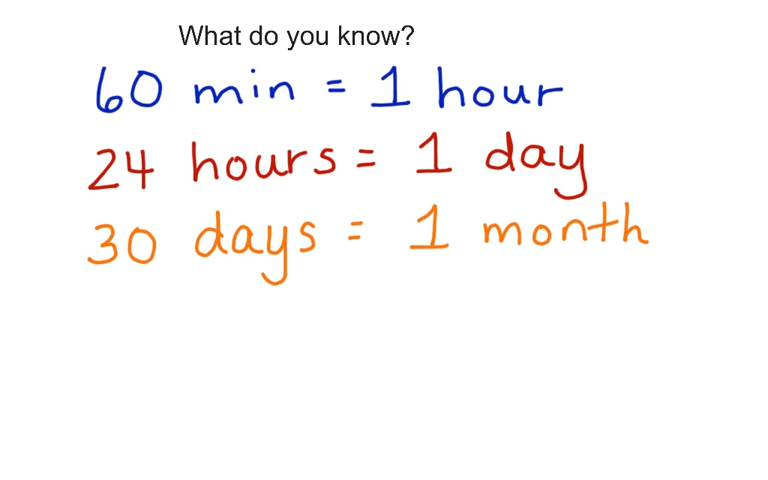 What do you know?
60 min = 1 hour
24 hours = 1 day
30 days = 1 month